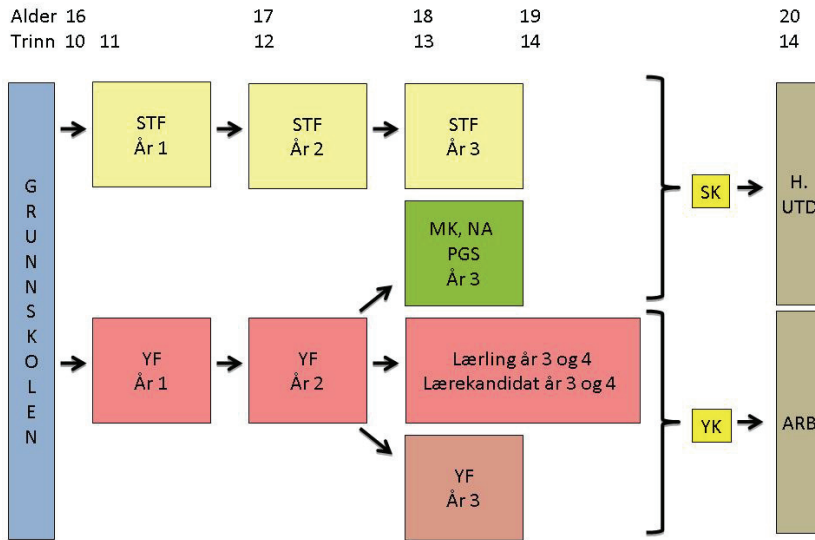 Alder 16 17 18 19 20
Trinn 10 11 12 13 14 14
GRUNNSKOLEN
STF
År 1
STF
År 2
STF
År 3
MK, NA
PGS
År 3
SK
H.
UTD
YF
År 1
YF
År 2
Lærling år 3 og 4
Lærekandidat år 3 og 4
YF
År 3
YK
ARB